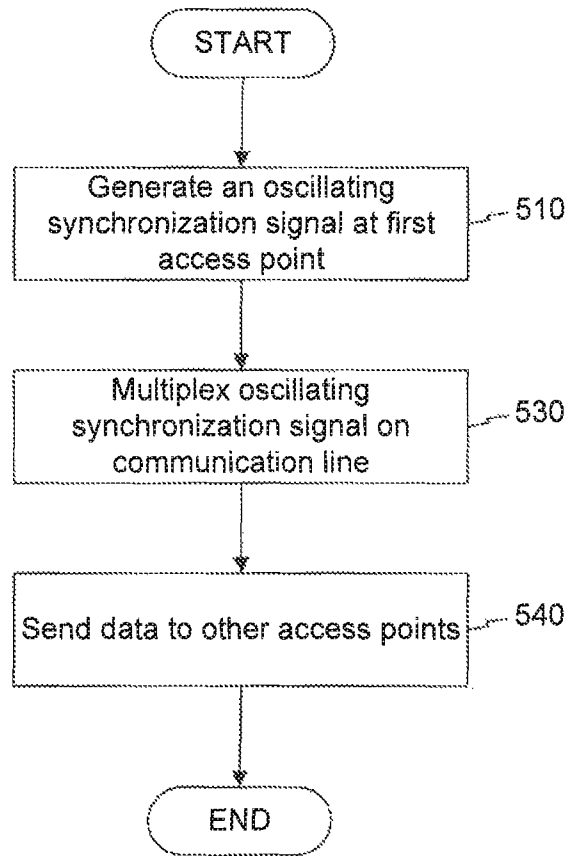 START
Generate an oscillating
synchronization signal at first
access point
510
Multiplex oscillating
synchronization signal on
communication line
530
Send data to other access points
540
END